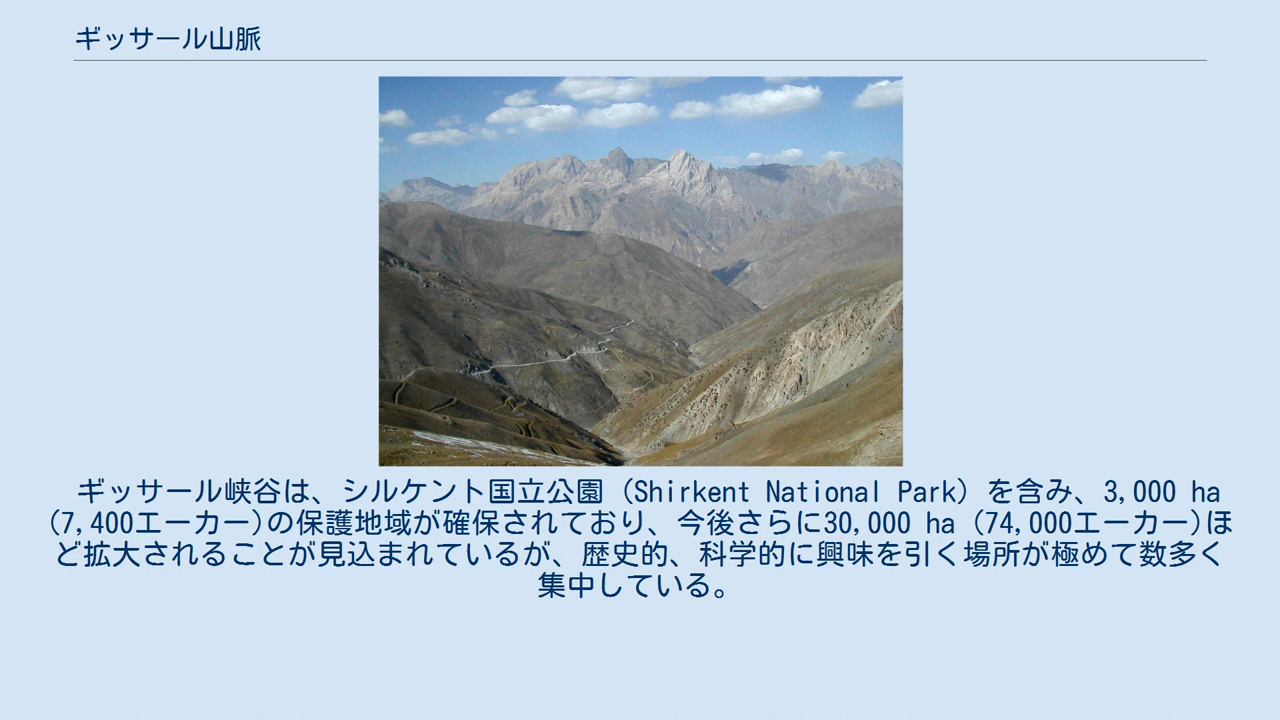 ギッサール山脈
ギッサール峡谷は、シルケント国立公園 (Shirkent National Park) を含み、3,000 ha
(7,400エーカー)の保護地域が確保されており、今後さらに30,000 ha (74,000エーカー)ほ
ど拡大されることが見込まれているが、歴史的、科学的に興味を引く場所が極めて数多く
集中している。